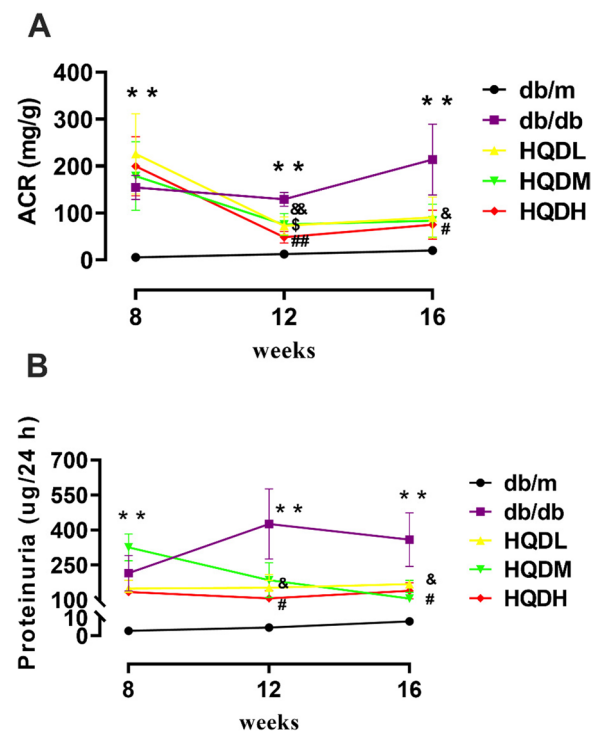 A
ACR (mg/g)
400
300
200
100
0
* *
* *
* *
&&
$
##
&
#
8
12
16
weeks
db/m
db/db
HQDL
HQDM
HQDH
B
Proteinuria (ug/24 h)
700
550
400
250
100
10
0
* *
* *
* *
&
#
&
#
8
12
16
weeks
db/m
db/db
HQDL
HQDM
HQDH